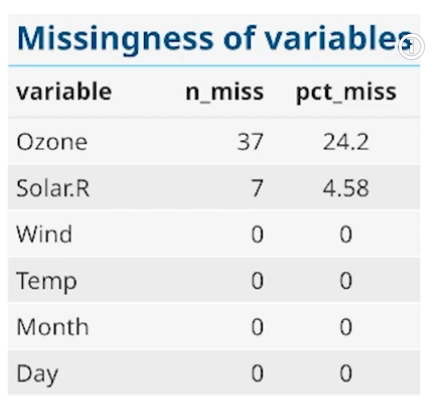 Missingness of variables
variable n_miss pct_miss
Ozone 37 24.2
Solar.R 7 4.58
Wind 0 0
Temp 0 0
Month 0 0
Day 0 0